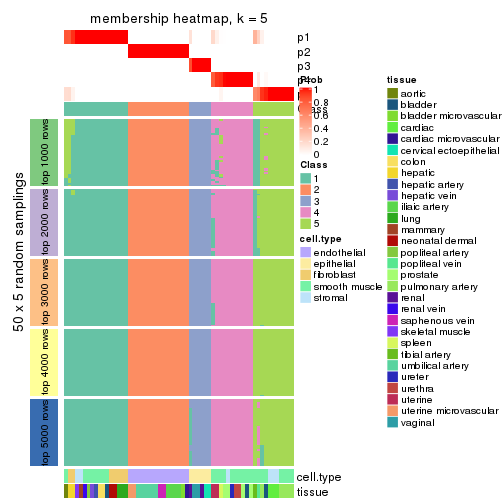 membership heatmap, k = 5
p1
p2
p3
p4
Prob
1
0.8
0.6
0.4
0.2
0
Class
50 x 5 random samplings
top 1000 rows
top 2000 rows
top 3000 rows
top 4000 rows
top 5000 rows
Class
1
2
3
4
5
cell.type
endothelial
epithelial
fibroblast
smooth muscle
stromal
cell.type
tissue
tissue
aortic
bladder
bladder microvascular
cardiac
cardiac microvascular
cervical ectoepithelial
colon
hepatic
hepatic artery
hepatic vein
iliaic artery
lung
mammary
neonatal dermal
popliteal artery
popliteal vein
prostate
pulmonary artery
renal
renal vein
saphenous vein
skeletal muscle
spleen
tibial artery
umbilical artery
ureter
urethra
uterine
uterine microvascular
vaginal